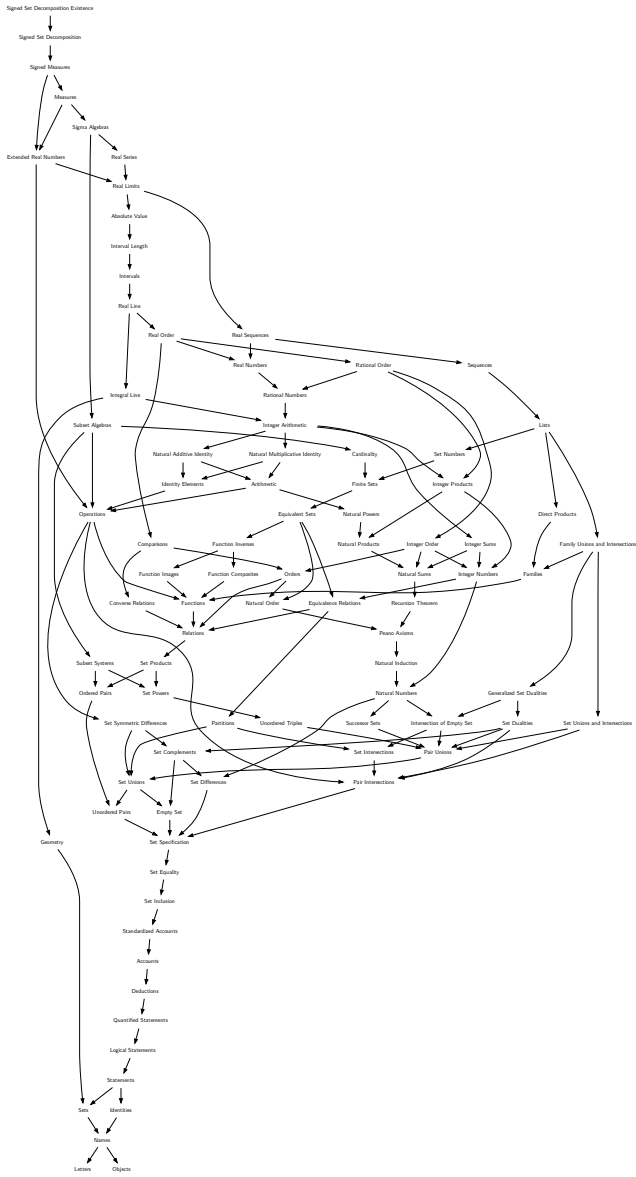 Signed Set Decomposition Existence
Signed Set Decomposition
Signed Measures
Measures
Sigma Algebras
Extended Real Numbers
Real Series
Real Limits
Absolute Value
Interval Length
Intervals
Real Line
Real Order
Real Sequences
Real Numbers
Rational Order
Sequences
Integral Line
Rational Numbers
Subset Algebras
Integer Arithmetic
Lists
Natural Additive Identity
Natural Multiplicative Identity
Cardinality
Set Numbers
Identity Elements
Arithmetic
Finite Sets
Integer Products
Operations
Equivalent Sets
Natural Powers
Direct Products
Comparisons
Function Inverses
Natural Products
Integer Order
Integer Sums
Family Unions and Intersections
Function Images
Function Composites
Orders
Natural Sums
Integer Numbers
Families
Converse Relations
Functions
Natural Order
Equivalence Relations
Recursion Theorem
Relations
Peano Axioms
Subset Systems
Set Products
Natural Induction
Ordered Pairs
Set Powers
Natural Numbers
Generalized Set Dualities
Set Symmetric Differences
Partitions
Unordered Triples
Successor Sets
Intersection of Empty Set
Set Dualities
Set Unions and Intersections
Set Complements
Set Intersections
Pair Unions
Set Unions
Set Differences
Pair Intersections
Unordered Pairs
Empty Set
Geometry
Set Specification
Set Equality
Set Inclusion
Standardized Accounts
Accounts
Deductions
Quantified Statements
Logical Statements
Statements
Sets
Identities
Names
Letters
Objects